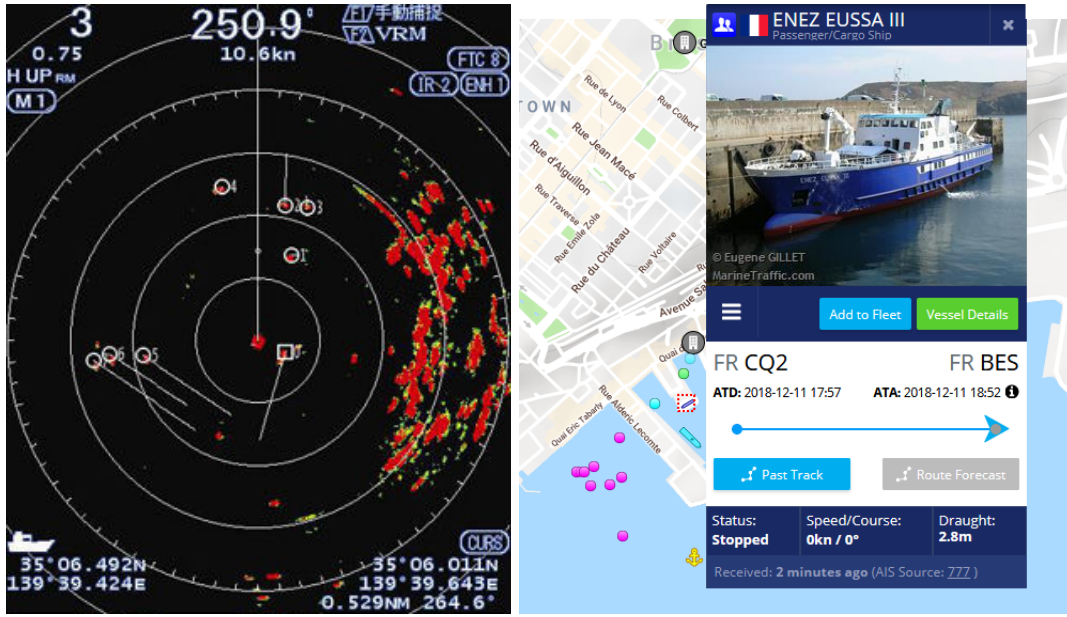 3
250.9°
F1 手動捕捉
F2 VRM
0.75
10.6kn
FTC 8
H UP RM
IR-2 ENH 1
M1
4
2 3
1
6 5
35°06.492N
139°39.424E
CURS
35°06.011N
139°39.643E
0.529NM 264.6°
TOWN
Rue de Lyon
Rue Colbert
Rue Jean Macé
Rue d'Aiguillon
Rue Traverse
Rue Emile Zola
Rue du Château
Rue Voltaire
Quai Eric Tabarly
Rue Alderic Lecomte
ENEZ EUSSA III
Passenger/Cargo Ship
×
ENEZ EUSSA III
© Eugene GILLET
MarineTraffic.com
Add to Fleet
Vessel Details
FR CQ2
FR BES
ATD: 2018-12-11 17:57
ATA: 2018-12-11 18:52
Past Track
Route Forecast
Status:
Stopped
Speed/Course:
0kn / 0°
Draught:
2.8m
Received: 2 minutes ago (AIS Source: 777 )